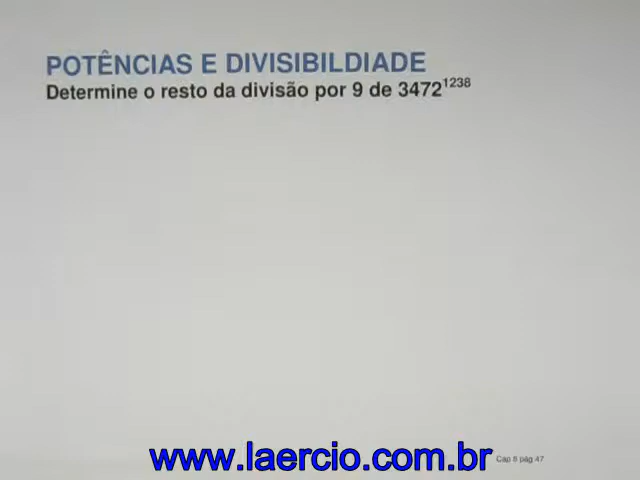 POTÊNCIAS E DIVISIBILDIADE
Determine o resto da divisão por 9 de 3472¹²³⁸
www.laercio.com.br
Cap 8 pág 47